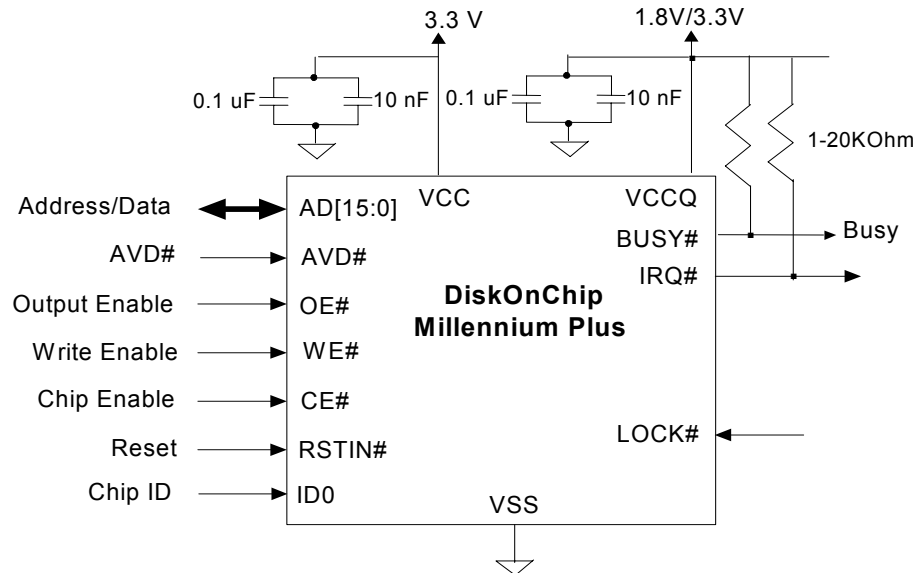 3.3 V
1.8V/3.3V
0.1 uF
10 nF
0.1 uF
10 nF
1-20KOhm
Address/Data
AD[15:0]
VCC
VCCQ
BUSY#
Busy
AVD#
AVD#
IRQ#
Output Enable
OE#
DiskOnChip
Millennium Plus
Write Enable
WE#
Chip Enable
CE#
LOCK#
Reset
RSTIN#
Chip ID
ID0
VSS